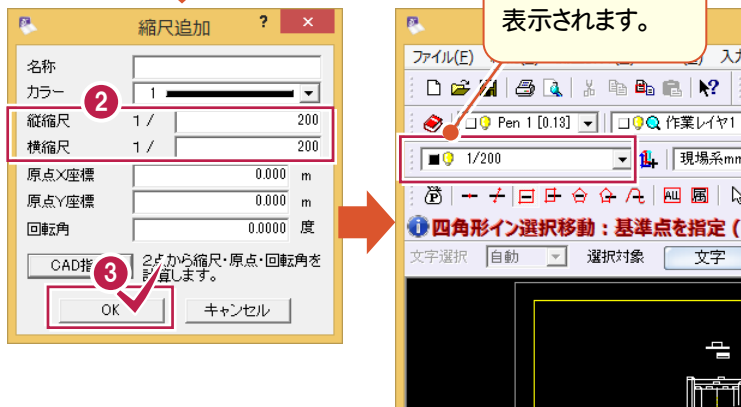 縮尺追加
?
×
名称
カラー
1
2
縦縮尺 1 / 200
横縮尺 1 / 200
原点X座標 0.000 m
原点Y座標 0.000 m
回転角 0.0000 度
CAD指
3
2点から縮尺・原点・回転角を
計算します。
OK
キャンセル
表示されます。
ファイル(F)
入
Pen 1 [0.13]
作業レイヤ1
1/200
現場系mm
四角形イン選択移動：基準点を指定 (
文字選択 自動 選択対象 文字